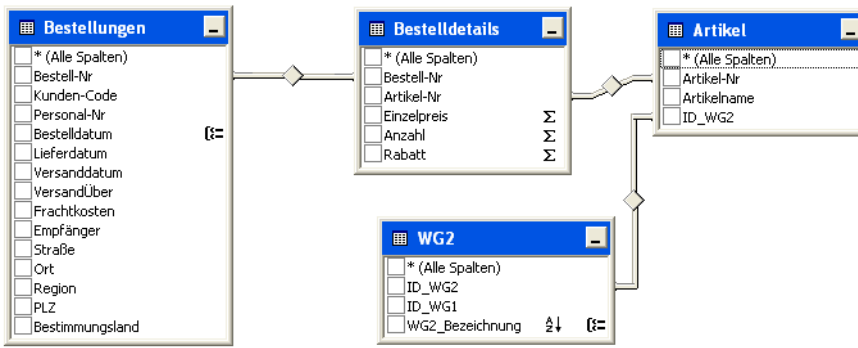 Bestellungen
* (Alle Spalten)
Bestell-Nr
Kunden-Code
Personal-Nr
Bestelldatum
Lieferdatum
Versanddatum
VersandÜber
Frachtkosten
Empfänger
Straße
Ort
Region
PLZ
Bestimmungsland
Bestelldetails
* (Alle Spalten)
Bestell-Nr
Artikel-Nr
Einzelpreis Σ
Anzahl Σ
Rabatt Σ
Artikel
* (Alle Spalten)
Artikel-Nr
Artikelname
ID_WG2
WG2
* (Alle Spalten)
ID_WG2
ID_WG1
WG2_Bezeichnung